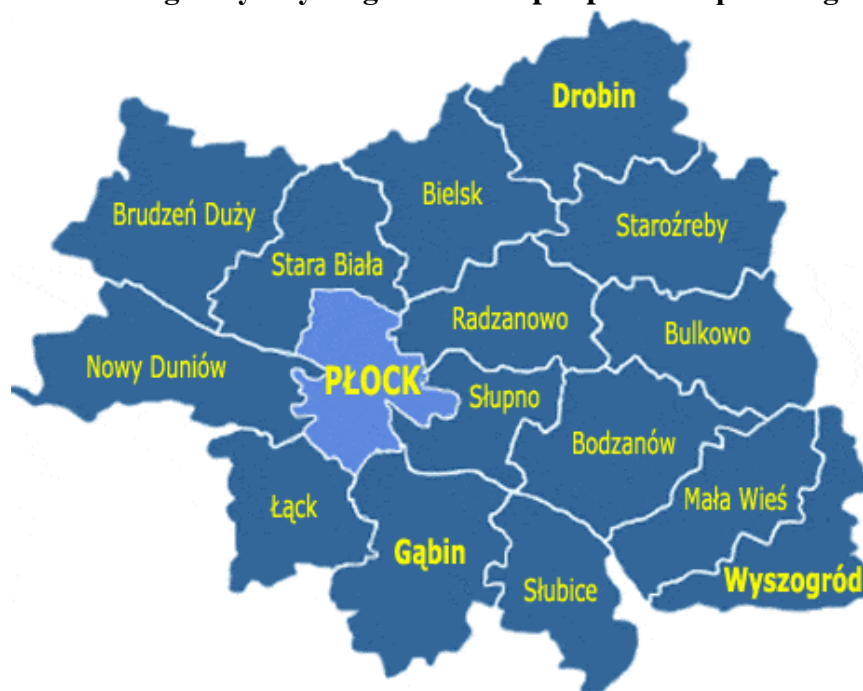 Drobin
Bielsk
Brudzeń Duży
Staroźreby
Stara Biała
Radzanowo
Bulkowo
Nowy Duniów
PŁOCK
Słupno
Bodzanów
Mała Wieś
Łąck
Gąbin
Słubice
Wyszogród